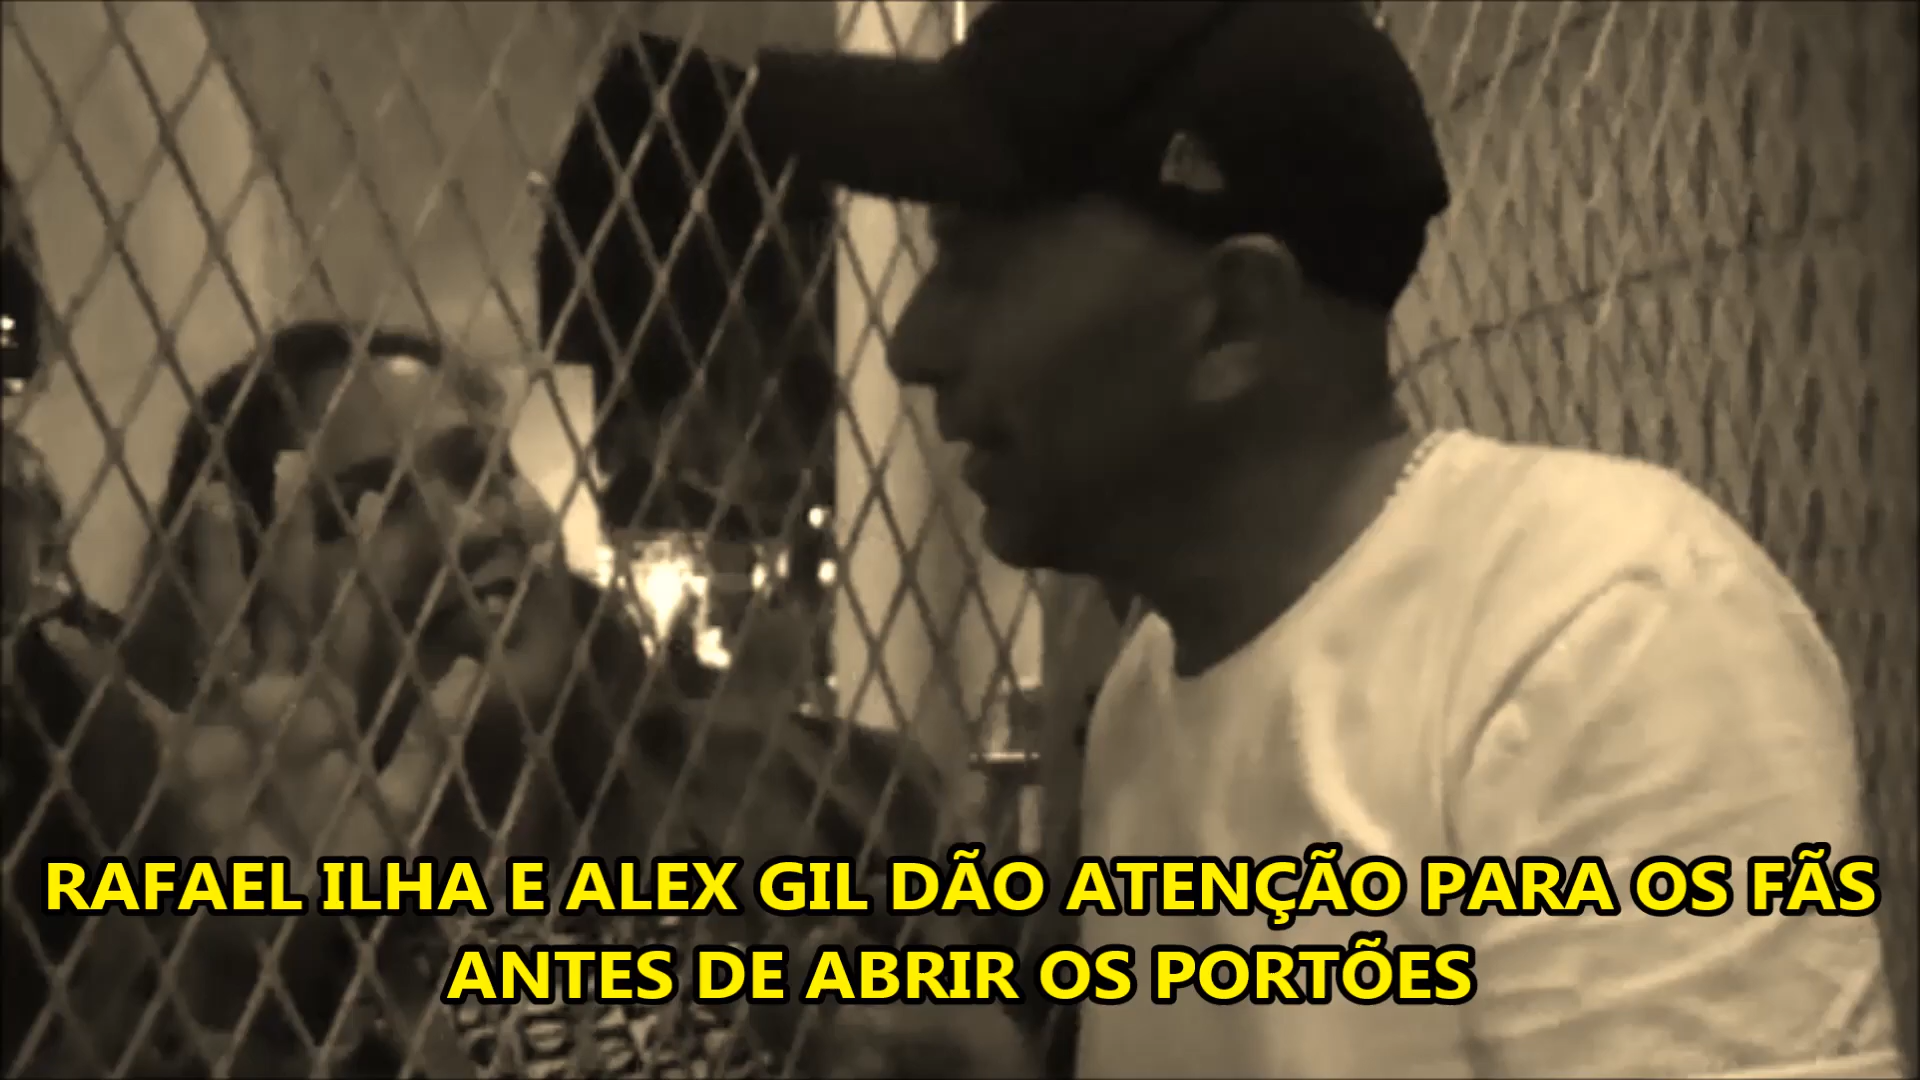 RAFAEL ILHA E ALEX GIL DÃO ATENÇÃO PARA OS FÃS
ANTES DE ABRIR OS PORTÕES